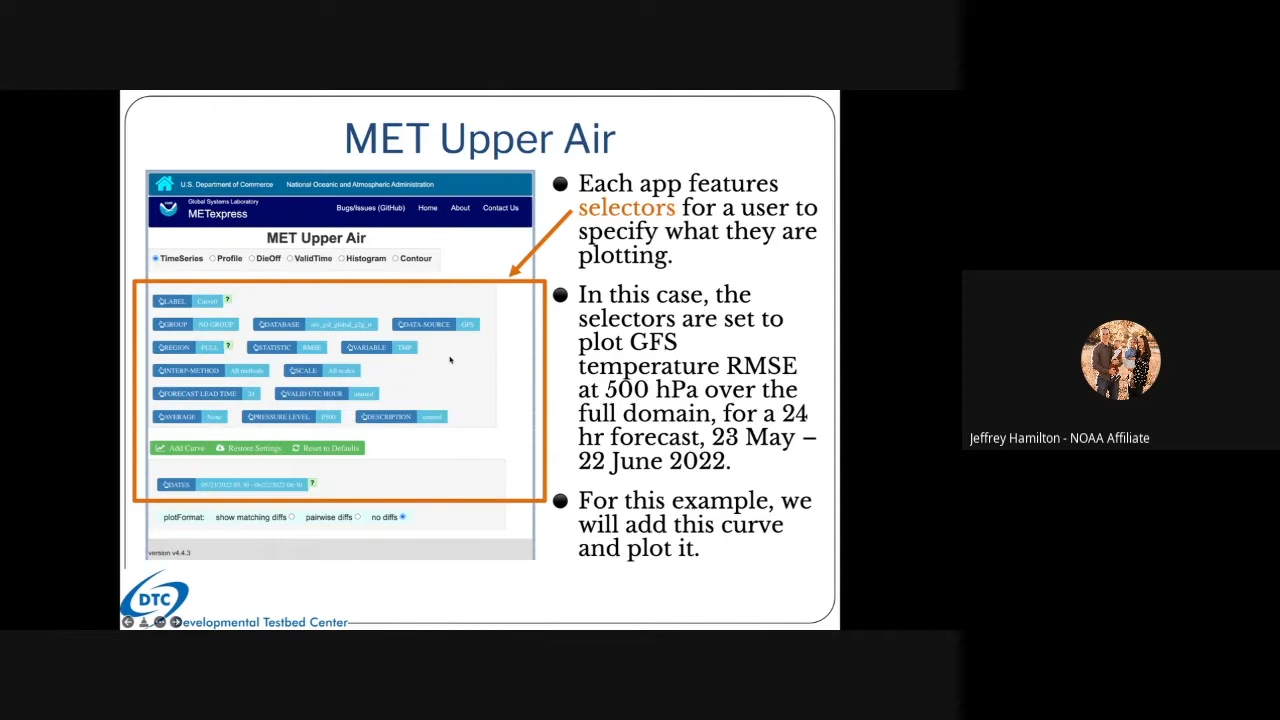 MET Upper Air
U.S. Department of Commerce National Oceanic and Atmospheric Administration
Global Systems Laboratory
METexpress
Bugs/Issues (GitHub) Home About Contact Us
MET Upper Air
TimeSeries Profile DieOff ValidTime Histogram Contour
LABEL Curve0 ?
GROUP NO GROUP DATABASE DATA-SOURCE GFS
REGION FULL ? STATISTIC RMSE VARIABLE TMP
INTERP-METHOD All methods SCALE All scales
FORECAST LEAD TIME 24 VALID UTC HOUR unused
AVERAGE None PRESSURE LEVEL P500 DESCRIPTION unused
Add Curve Restore Settings Reset to Defaults
DATES ?
plotFormat: show matching diffs pairwise diffs no diffs
version v4.4.3
Each app features
selectors for a user to
specify what they are
plotting.
In this case, the
selectors are set to
plot GFS
temperature RMSE
at 500 hPa over the
full domain, for a 24
hr forecast, 23 May –
22 June 2022.
For this example, we
will add this curve
and plot it.
DTC
evelopmental Testbed Center
Jeffrey Hamilton - NOAA Affiliate